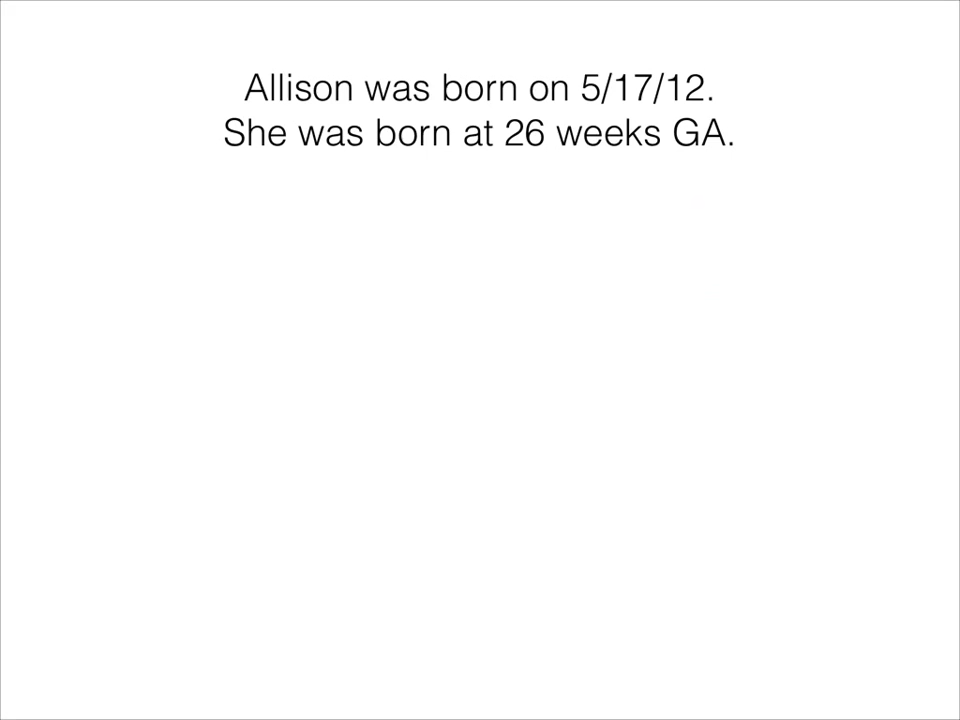 Allison was born on 5/17/12.
She was born at 26 weeks GA.